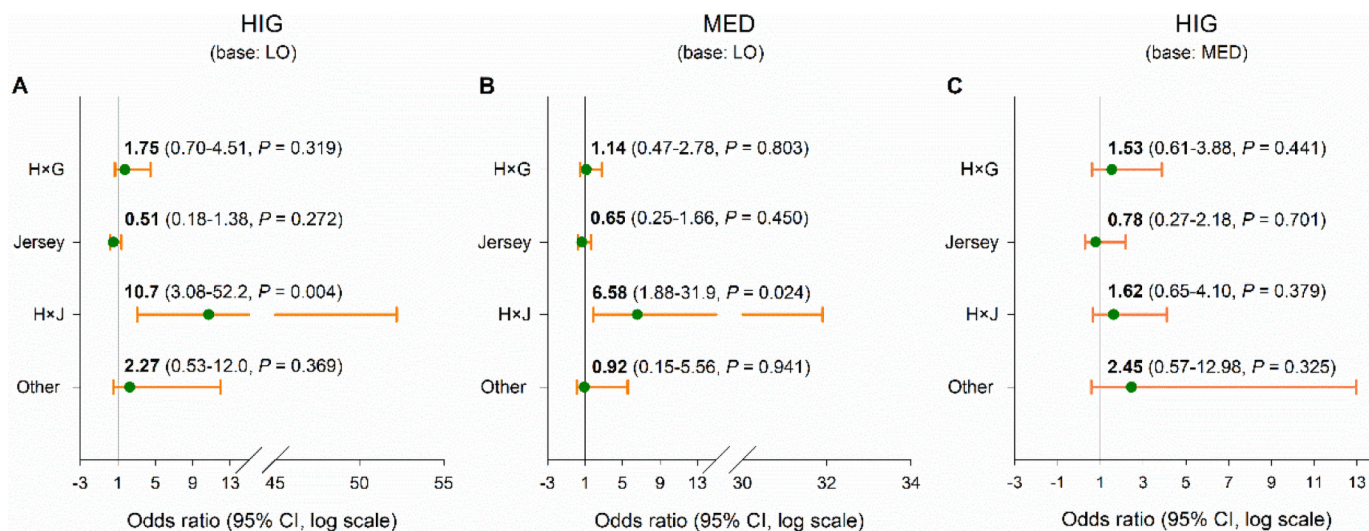 HIG
(base: LO)
A
H×G
1.75 (0.70-4.51, P = 0.319)
Jersey
0.51 (0.18-1.38, P = 0.272)
H×J
10.7 (3.08-52.2, P = 0.004)
Other
2.27 (0.53-12.0, P = 0.369)
-3 1 5 9 13 45 50 55
Odds ratio (95% CI, log scale)
MED
(base: LO)
B
H×G
1.14 (0.47-2.78, P = 0.803)
Jersey
0.65 (0.25-1.66, P = 0.450)
H×J
6.58 (1.88-31.9, P = 0.024)
Other
0.92 (0.15-5.56, P = 0.941)
-3 1 5 9 13 30 32 34
Odds ratio (95% CI, log scale)
HIG
(base: MED)
C
H×G
1.53 (0.61-3.88, P = 0.441)
Jersey
0.78 (0.27-2.18, P = 0.701)
H×J
1.62 (0.65-4.10, P = 0.379)
Other
2.45 (0.57-12.98, P = 0.325)
-3 -1 1 3 5 7 9 11 13
Odds ratio (95% CI, log scale)